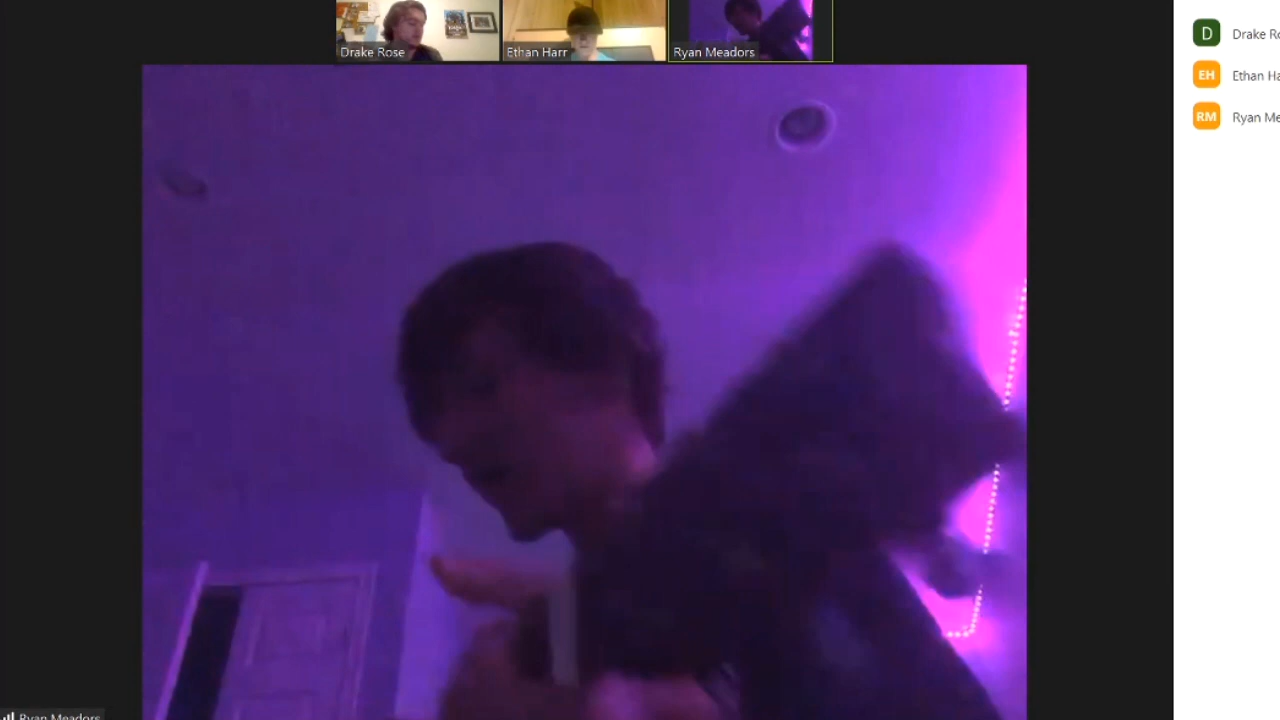 Drake Rose
Ethan Harr
Ryan Meadors
D Drake Ro
EH Ethan Ha
RM Ryan Me
Ryan Meadors